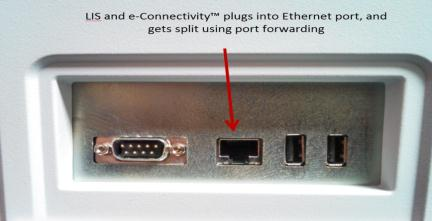 LIS and e-Connectivity™ plugs into Ethernet port, and
gets split using port forwarding